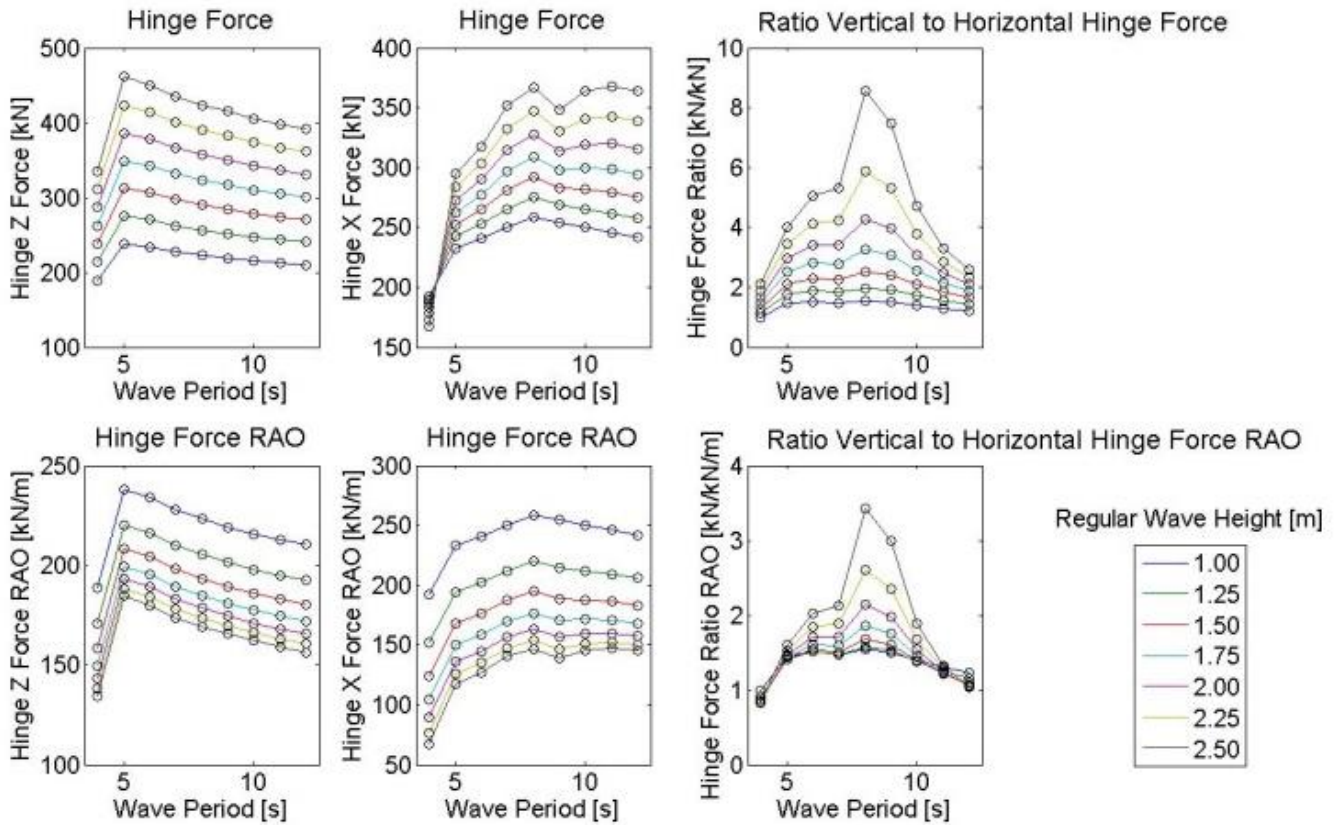 Hinge Force
Hinge Z Force [kN]
500
400
300
200
100
5 10
Wave Period [s]
Hinge Force
Hinge X Force [kN]
400
350
300
250
200
150
5 10
Wave Period [s]
Ratio Vertical to Horizontal Hinge Force
Hinge Force Ratio [kN/kN]
10
8
6
4
2
0
5 10
Wave Period [s]
Hinge Force RAO
Hinge Z Force RAO [kN/m]
250
200
150
100
5 10
Wave Period [s]
Hinge Force RAO
Hinge X Force RAO [kN/m]
300
250
200
150
100
50
5 10
Wave Period [s]
Ratio Vertical to Horizontal Hinge Force RAO
Hinge Force Ratio RAO [kN/kN/m]
4
3
2
1
0
5 10
Wave Period [s]
Regular Wave Height [m]
1.00
1.25
1.50
1.75
2.00
2.25
2.50